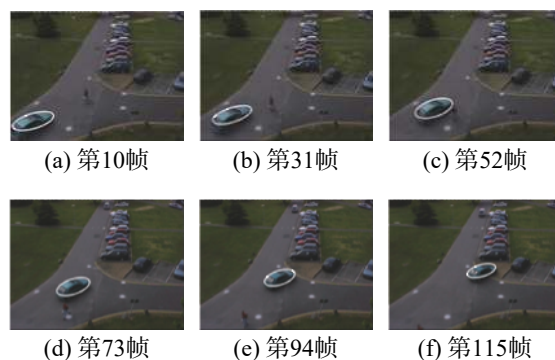 (a) 第10帧
(b) 第31帧
(c) 第52帧
(d) 第73帧
(e) 第94帧
(f) 第115帧